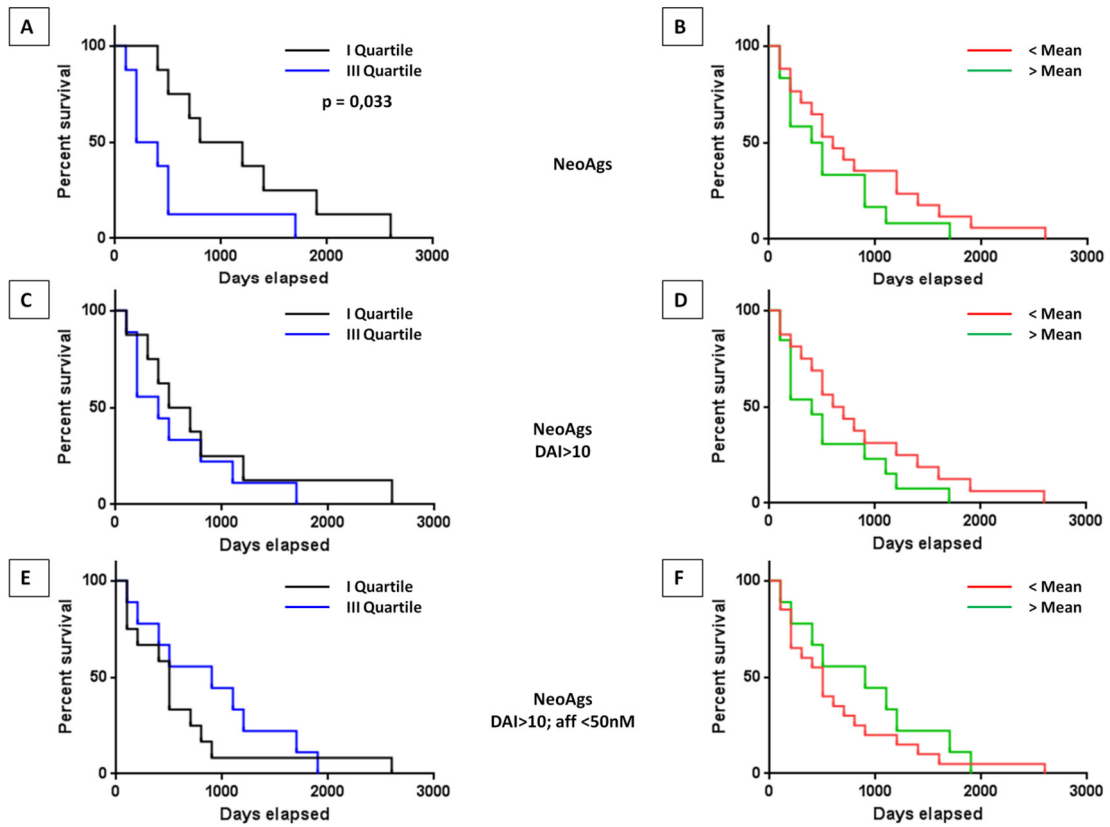 A
100
50
0
Percent survival
0 1000 2000 3000
Days elapsed
I Quartile
III Quartile
p = 0,033
NeoAgs
B
100
50
0
Percent survival
0 1000 2000 3000
Days elapsed
< Mean
> Mean
C
100
50
0
Percent survival
0 1000 2000 3000
Days elapsed
I Quartile
III Quartile
NeoAgs
DAI>10
D
100
50
0
Percent survival
0 1000 2000 3000
Days elapsed
< Mean
> Mean
E
100
50
0
Percent survival
0 1000 2000 3000
Days elapsed
I Quartile
III Quartile
NeoAgs
DAI>10; aff <50nM
F
100
50
0
Percent survival
0 1000 2000 3000
Days elapsed
< Mean
> Mean